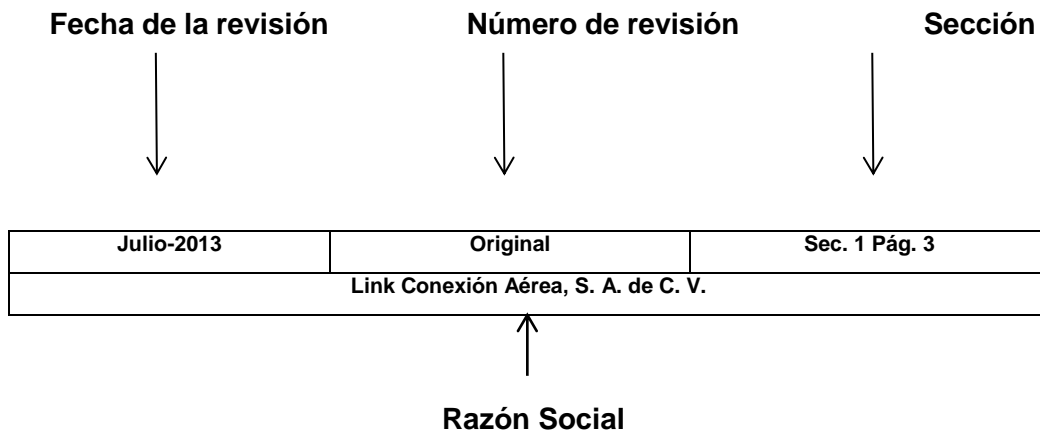 Fecha de la revisión Número de revisión Sección
Julio-2013 Original Sec. 1 Pág. 3
Link Conexión Aérea, S. A. de C. V.
Razón Social